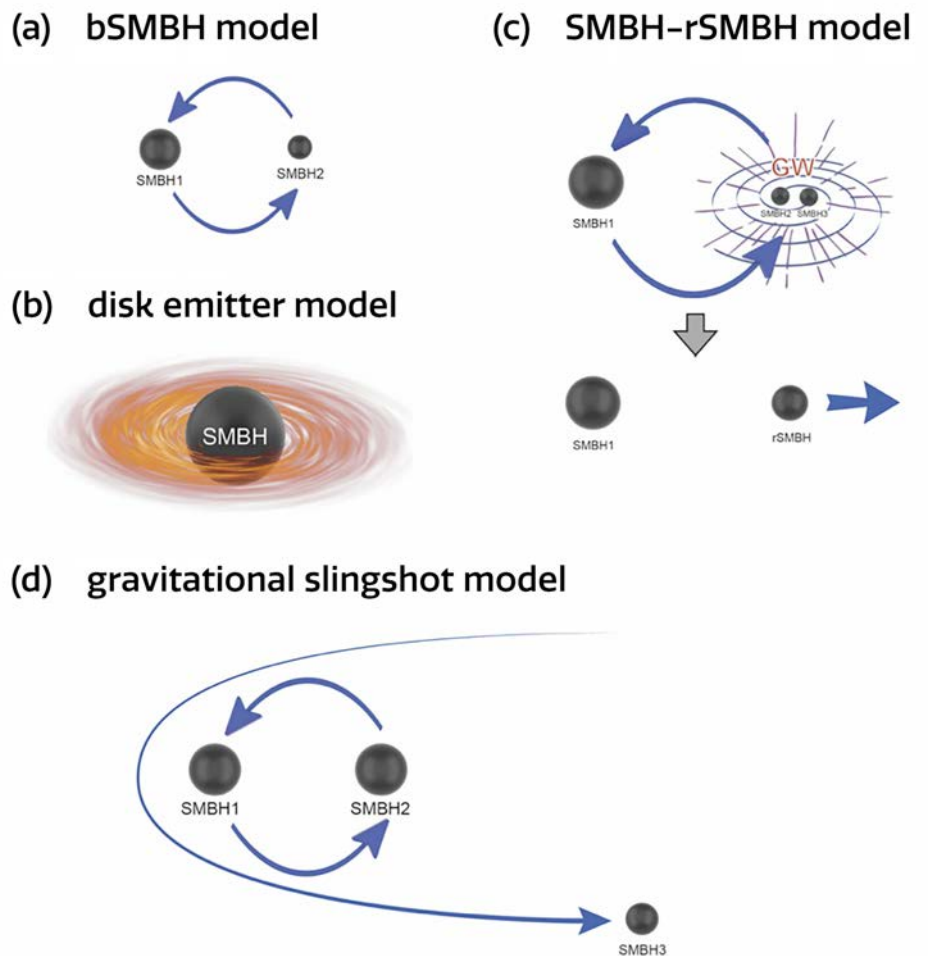 (a) bSMBH model
SMBH1
SMBH2
(b) disk emitter model
SMBH
(c) SMBH–rSMBH model
GW
SMBH1
SMBH2
SMBH3
SMBH1
rSMBH
(d) gravitational slingshot model
SMBH1
SMBH2
SMBH3